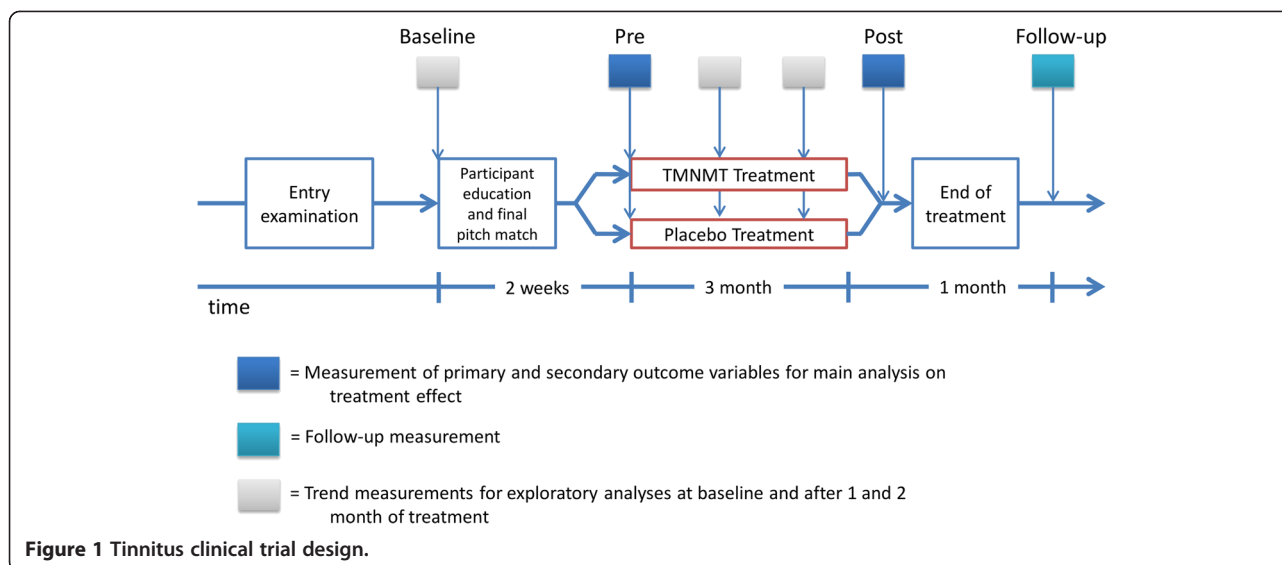 Baseline
Pre
Post
Follow-up
Entry
examination
Participant
education
and final
pitch match
TMNMT Treatment
Placebo Treatment
End of
treatment
time
2 weeks
3 month
1 month
= Measurement of primary and secondary outcome variables for main analysis on
treatment effect
= Follow-up measurement
= Trend measurements for exploratory analyses at baseline and after 1 and 2
month of treatment
Figure 1 Tinnitus clinical trial design.